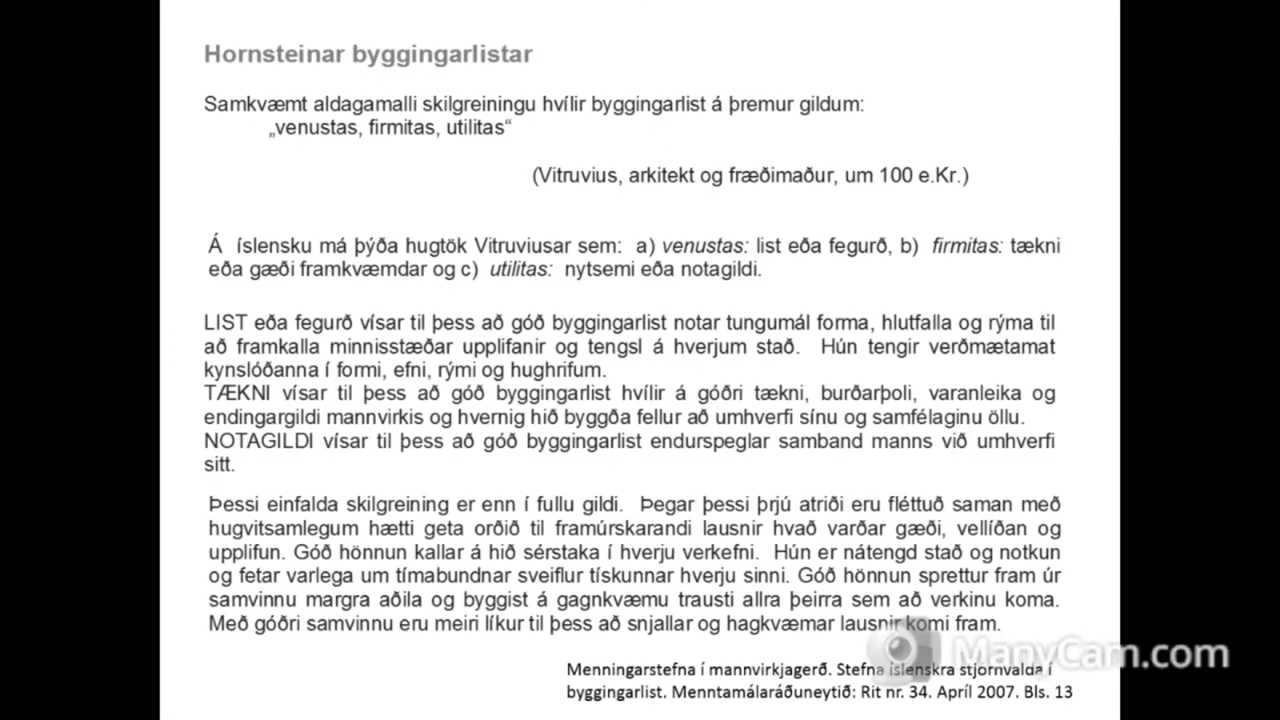 Hornsteinar byggingarlistar
Samkvæmt aldagamalli skilgreiningu hvílir byggingarlist á þremur gildum:
„venustas, firmitas, utilitas“
(Vitruvius, arkitekt og fræðimaður, um 100 e.Kr.)
Á íslensku má þýða hugtök Vitruviusar sem: a) venustas: list eða fegurð, b) firmitas: tækni
eða gæði framkvæmdar og c) utilitas: nytsemi eða notagildi.
LIST eða fegurð vísar til þess að góð byggingarlist notar tungumál forma, hlutfalla og rýma til
að framkalla minnisstæðar upplifanir og tengsl á hverjum stað. Hún tengir verðmætamat
kynslóðanna í formi, efni, rými og hughrifum.
TÆKNI vísar til þess að góð byggingarlist hvílir á góðri tækni, burðarþoli, varanleika og
endingargildi mannvirkis og hvernig hið byggða fellur að umhverfi sínu og samfélaginu öllu.
NOTAGILDI vísar til þess að góð byggingarlist endurspeglar samband manns við umhverfi
sitt.
Þessi einfalda skilgreining er enn í fullu gildi. Þegar þessi þrjú atriði eru fléttuð saman með
hugvitsamlegum hætti geta orðið til framúrskarandi lausnir hvað varðar gæði, vellíðan og
upplifun. Góð hönnun kallar á hið sérstaka í hverju verkefni. Hún er nátengd stað og notkun
og fetar varlega um tímabundnar sveiflur tískunnar hverju sinni. Góð hönnun sprettur fram úr
samvinnu margra aðila og byggist á gagnkvæmu trausti allra þeirra sem að verkinu koma.
Með góðri samvinnu eru meiri líkur til þess að snjallar og hagkvæmar lausnir komi fram.
ManyCam.com
Menningarstefna í mannvirkjagerð. Stefna íslenskra stjornvalda í
byggingarlist. Menntamálaráðuneytið: Rit nr. 34. Apríl 2007. Bls. 13